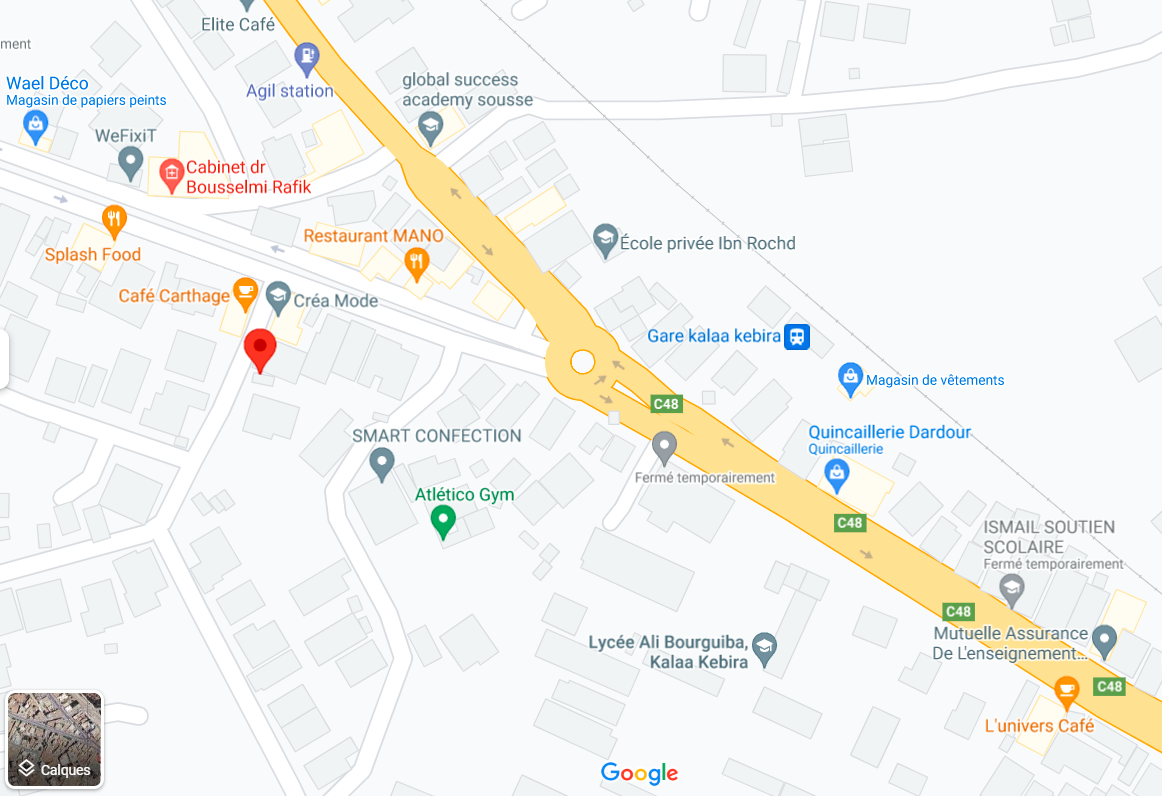 Elite Café
ment
Agil station
Wael Déco
Magasin de papiers peints
global success
academy sousse
WeFixiT
Cabinet dr
Bousselmi Rafik
Splash Food
Restaurant MANO
École privée Ibn Rochd
Café Carthage
Créa Mode
Gare kalaa kebira
Magasin de vêtements
C48
SMART CONFECTION
Quincaillerie Dardour
Quincaillerie
Fermé temporairement
Atlético Gym
C48
ISMAIL SOUTIEN
SCOLAIRE
Fermé temporairement
C48
Lycée Ali Bourguiba,
Kalaa Kebira
Mutuelle Assurance
De L'enseignement...
C48
L'univers Café
Calques
Google